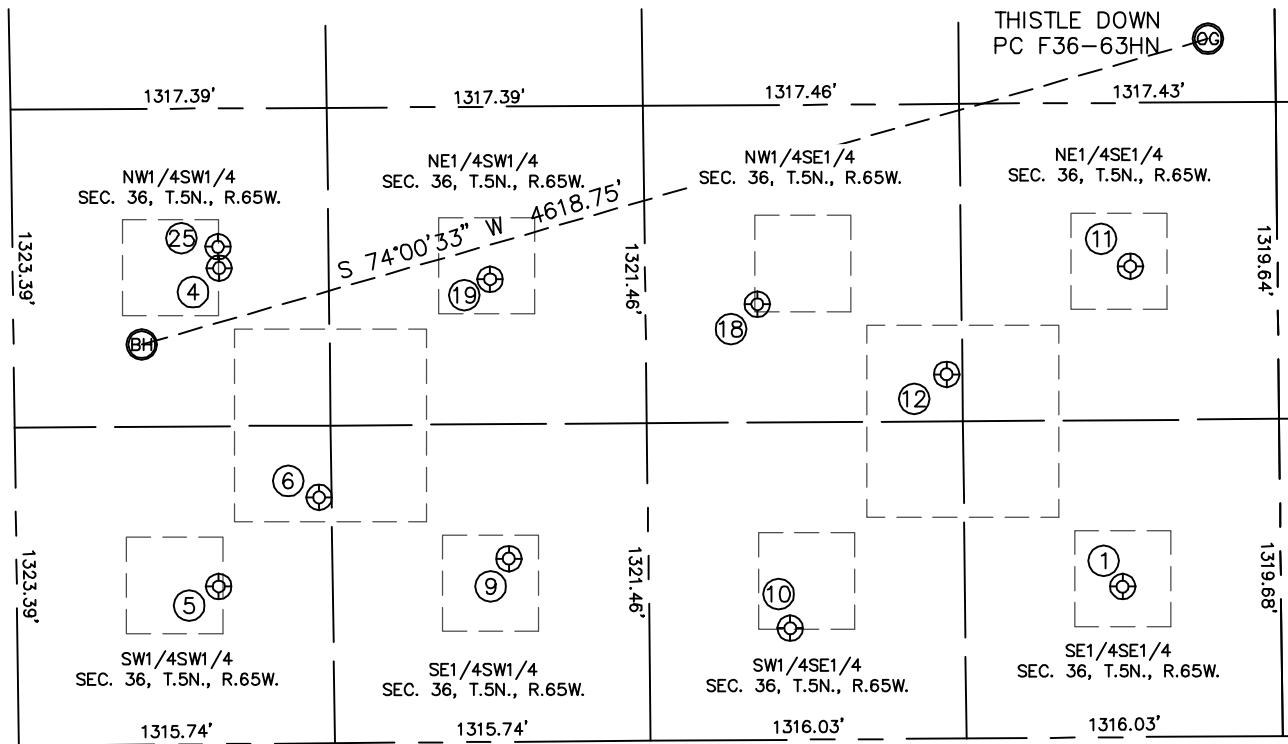 THISTLE DOWN
PC F36-63HN
OG
1317.39'
1317.39'
1317.46'
1317.43'
NW1/4SW1/4
SEC. 36, T.5N., R.65W.
NE1/4SW1/4
SEC. 36, T.5N., R.65W.
NW1/4SE1/4
SEC. 36, T.5N., R.65W.
NE1/4SE1/4
SEC. 36, T.5N., R.65W.
S 74°00'33" W 4618.75'
1323.39'
25
4
BH
19
1321.46'
18
12
11
1319.64'
6
1323.39'
5
9
1321.46'
10
1
1319.68'
SW1/4SW1/4
SEC. 36, T.5N., R.65W.
SE1/4SW1/4
SEC. 36, T.5N., R.65W.
SW1/4SE1/4
SEC. 36, T.5N., R.65W.
SE1/4SE1/4
SEC. 36, T.5N., R.65W.
1315.74'
1315.74'
1316.03'
1316.03'